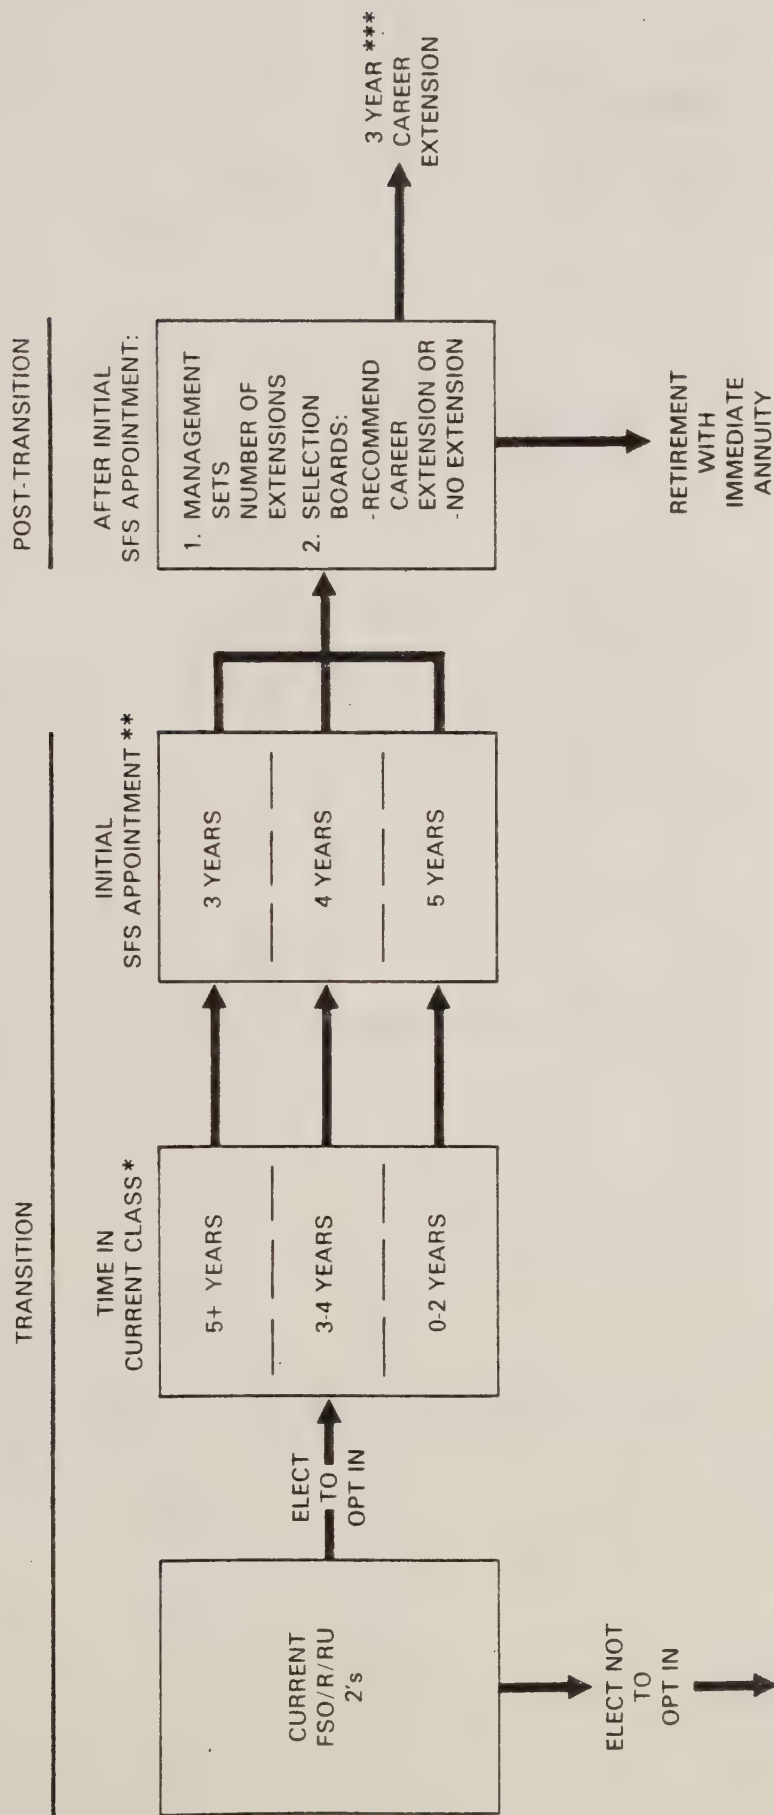 TRANSITION
POST-TRANSITION
CURRENT
FSO/R/RU
2's
ELECT
TO
OPT IN
ELECT NOT
TO
OPT IN
TIME IN
CURRENT CLASS*
5+ YEARS
3-4 YEARS
0-2 YEARS
INITIAL
SFS APPOINTMENT **
3 YEARS
4 YEARS
5 YEARS
AFTER INITIAL
SFS APPOINTMENT:
1. MANAGEMENT
SETS
NUMBER OF
EXTENSIONS
2. SELECTION
BOARDS:
-RECOMMEND
CAREER
EXTENSION OR
-NO EXTENSION
3 YEAR ***
CAREER
EXTENSION
RETIREMENT
WITH
IMMEDIATE
ANNUITY